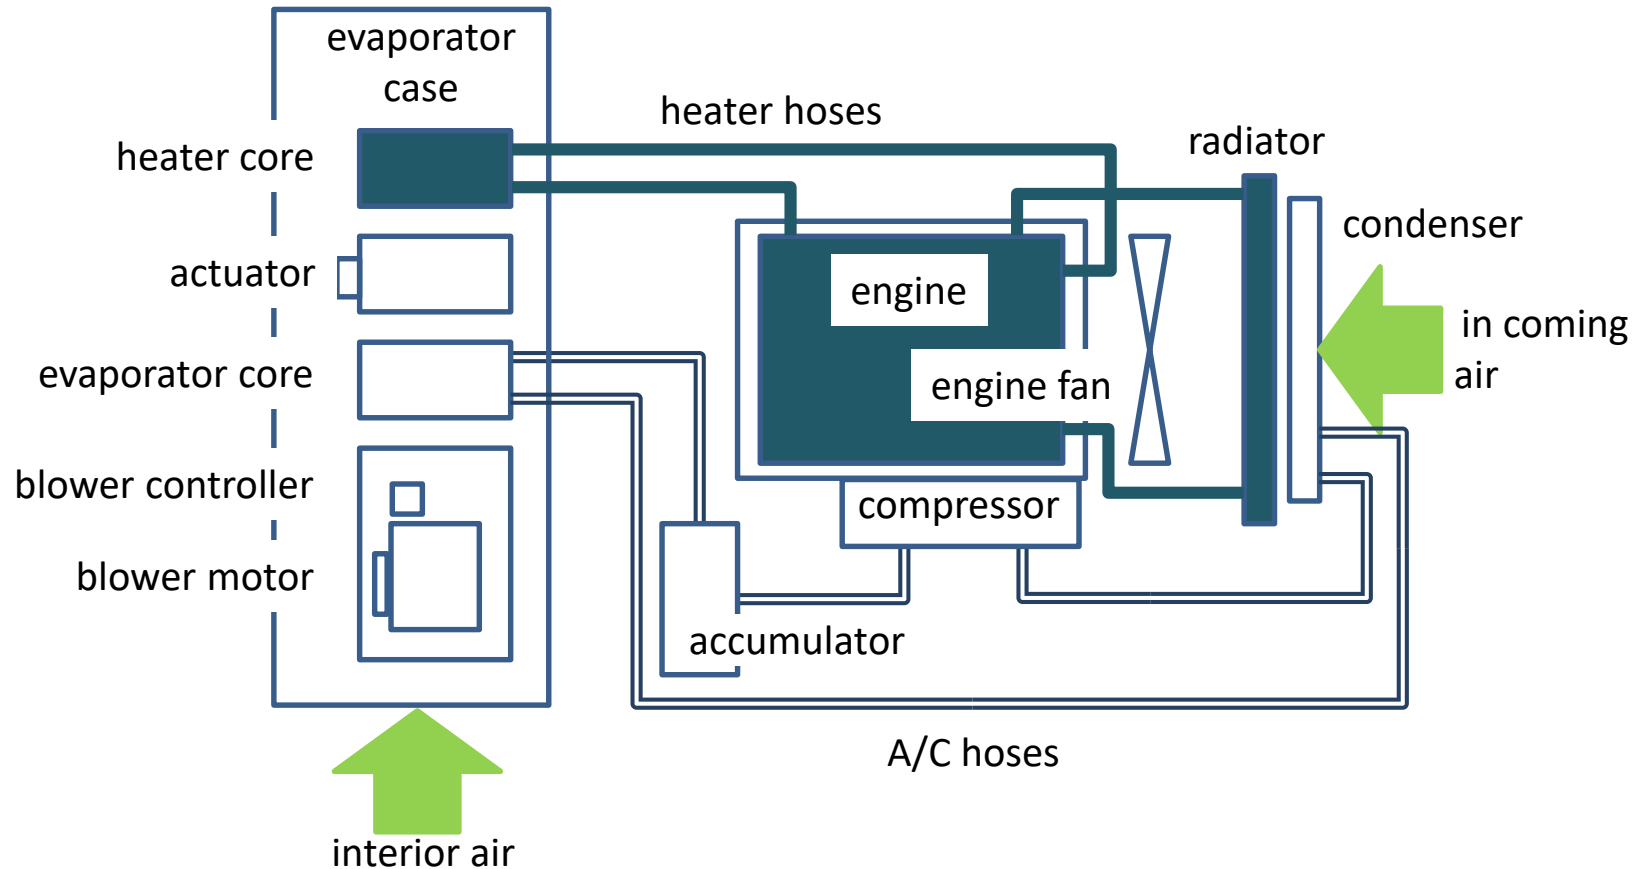 evaporator
case
heater hoses
heater core
radiator
condenser
actuator
engine
in coming
air
evaporator core
engine fan
blower controller
compressor
blower motor
accumulator
A/C hoses
interior air